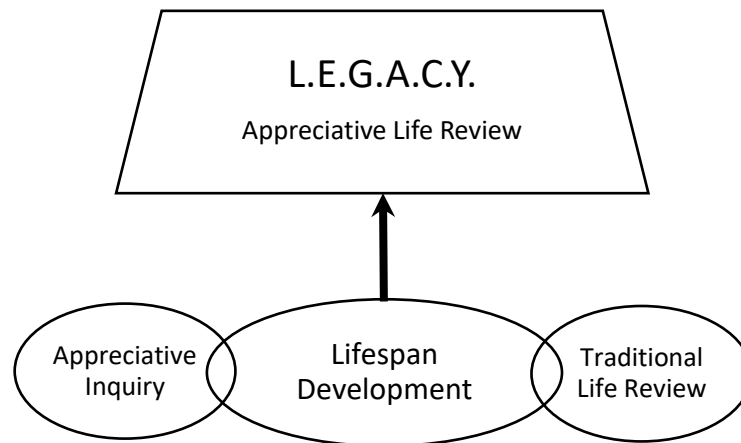 L.E.G.A.C.Y.
Appreciative Life Review
Appreciative
Inquiry
Lifespan
Development
Traditional
Life Review